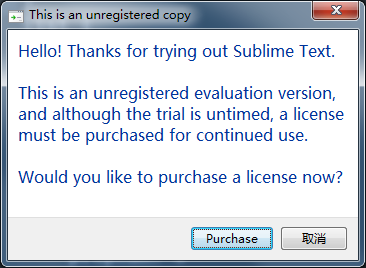 This is an unregistered copy
Hello! Thanks for trying out Sublime Text.
This is an unregistered evaluation version,
and although the trial is untimed, a license
must be purchased for continued use.
Would you like to purchase a license now?
Purchase
取消